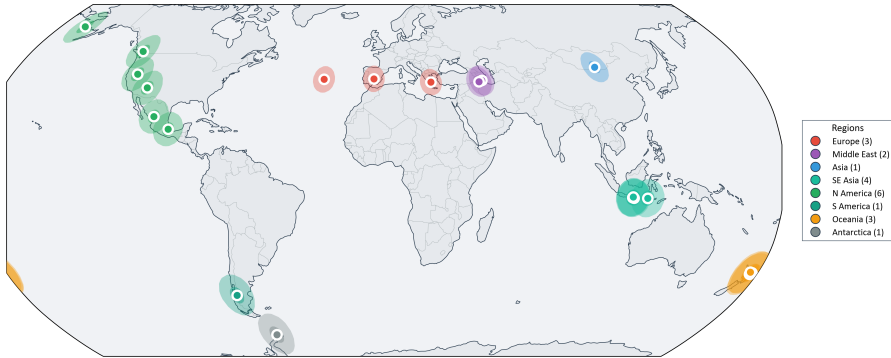 Regions
Europe (3)
Middle East (2)
Asia (1)
SE Asia (4)
N America (6)
S America (1)
Oceania (3)
Antarctica (1)